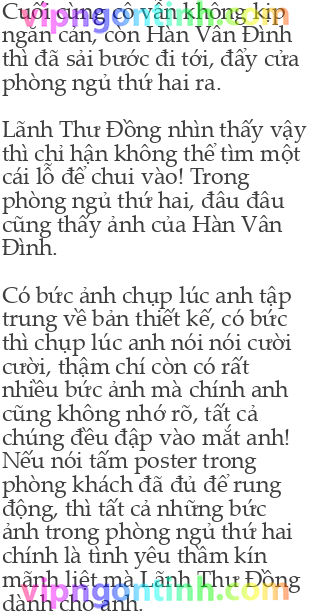 Cuối cùng cô vẫn không kịp
ngăn cản, còn Hàn Vân Đình
thì đã sải bước đi tới, đẩy cửa
phòng ngủ thứ hai ra.
Lãnh Thư Đồng nhìn thấy vậy
thì chỉ hận không thể tìm một
cái lỗ để chui vào! Trong
phòng ngủ thứ hai, đâu đâu
cũng thấy ảnh của Hàn Vân
Đình.
Có bức ảnh chụp lúc anh tập
trung vẽ bản thiết kế, có bức
thì chụp lúc anh nói nói cười
cười, thậm chí còn có rất
nhiều bức ảnh mà chính anh
cũng không nhớ rõ, tất cả
chúng đều đập vào mắt anh!
Nếu nói tấm poster trong
phòng khách đã đủ để rung
động, thì tất cả những bức
ảnh trong phòng ngủ thứ hai
chính là tình yêu thầm kín
mãnh liệt mà Lãnh Thư Đồng
dành cho anh.
vipngontinh.com
vipngontinh.com